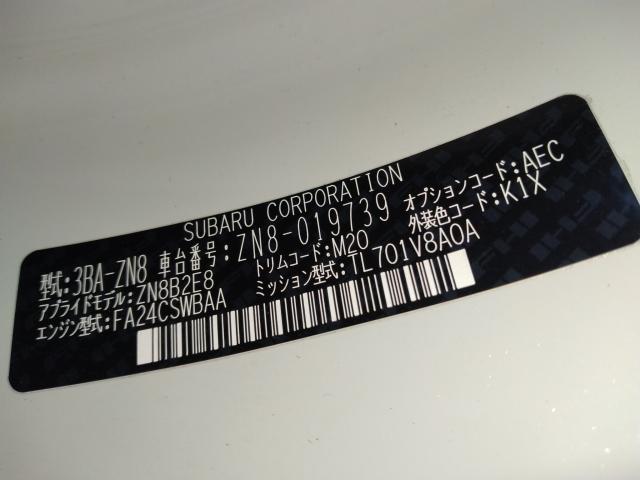 SUBARU CORPORATION
型式:3BA-ZN8 車台番号:ZN8-019739 オプションコード:AEC
アプライドモデル:ZN8B2E8 トリムコード:M20 外装色コード:K1X
エンジン型式:FA24CSWBAA ミッション型式:TL701V8A0A